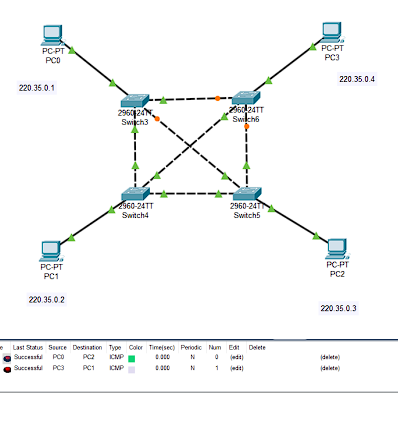 PC-PT
PC0
220.35.0.1
PC-PT
PC3
220.35.0.4
2960-24TT
Switch3
2960-24TT
Switch6
2960-24TT
Switch4
2960-24TT
Switch5
PC-PT
PC1
220.35.0.2
PC-PT
PC2
220.35.0.3
e Last Status Source Destination Type Color Time(sec) Periodic Num Edit Delete
Successful PC0 PC2 ICMP 0.000 N 0 (edit) (delete)
Successful PC3 PC1 ICMP 0.000 N 1 (edit) (delete)